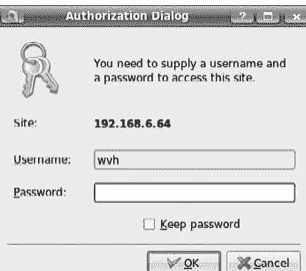 Authorization Dialog
You need to supply a username and
a password to access this site.
Site: 192.168.6.64
Username: wvh
Password:
Keep password
OK Cancel